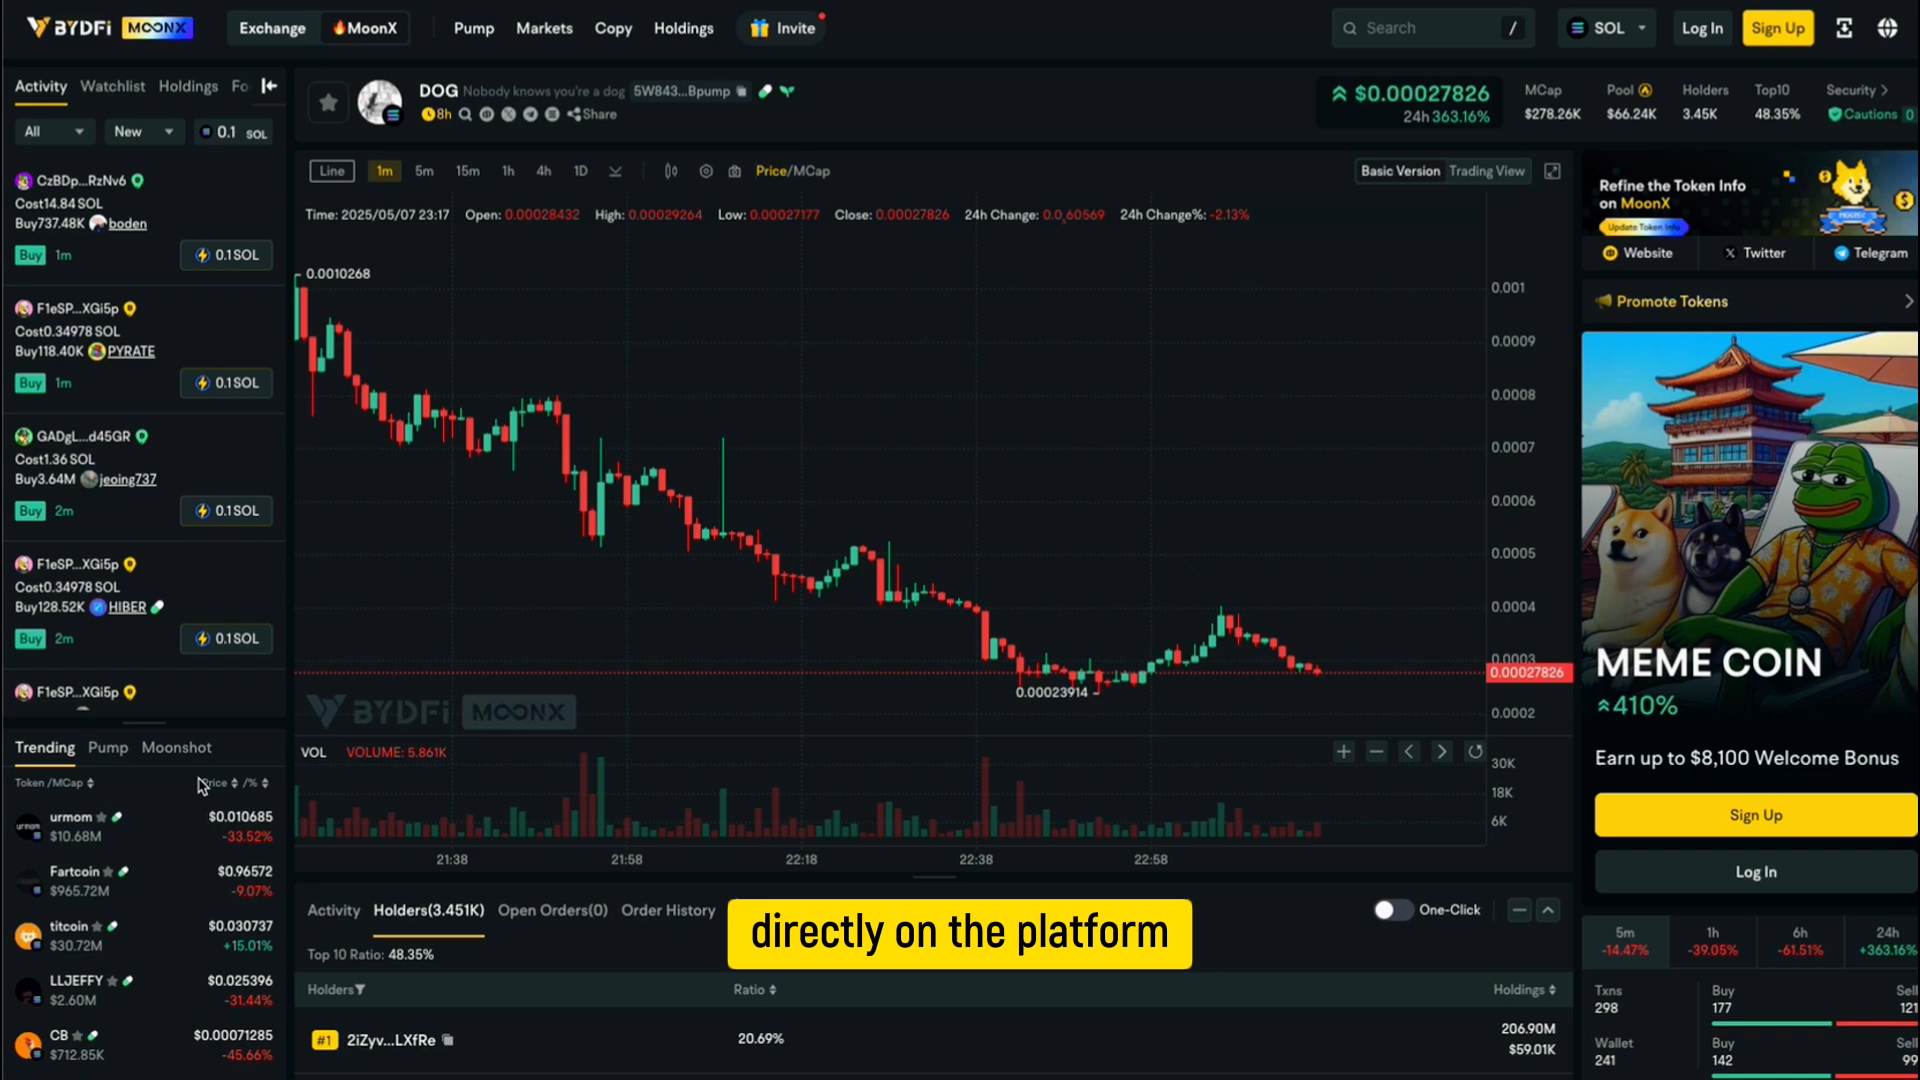 BYDFi MOONX
Exchange MoonX Pump Markets Copy Holdings Invite
Search / SOL Log In Sign Up
Activity Watchlist Holdings Fo
All New 0.1 SOL
CzBDp...RzNv6
Cost14.84 SOL
Buy737.48K boden
Buy 1m 0.1SOL
F1eSP...XGi5p
Cost0.34978 SOL
Buy118.40K PYRATE
Buy 1m 0.1SOL
GADgL...d45GR
Cost1.36 SOL
Buy3.64M jeoing737
Buy 2m 0.1SOL
F1eSP...XGi5p
Cost0.34978 SOL
Buy128.52K HIBER
Buy 2m 0.1SOL
F1eSP...XGi5p
Trending Pump Moonshot
Token /MCap Price /%
urmom $0.010685
$10.68M -33.52%
Fartcoin $0.96572
$965.72M -9.07%
titcoin $0.030737
$30.72M +15.01%
LLJEFFY $0.025396
$2.60M -31.44%
CB $0.00071285
$712.85K -45.66%
DOG Nobody knows you're a dog 5W843...Bpump
8h Share
$0.00027826
24h 363.16%
MCap Pool Holders Top10 Security
$278.26K $66.24K 3.45K 48.35% Cautions 0
Line 1m 5m 15m 1h 4h 1D Price/MCap Basic Version Trading View
Time: 2025/05/07 23:17 Open: 0.00028432 High: 0.00029264 Low: 0.00027177 Close: 0.00027826 24h Change: 0.0,60569 24h Change%: -2.13%
0.0010268
0.001
0.0009
0.0008
0.0007
0.0006
0.0005
0.0004
0.0003
0.00027826
0.00023914
0.0002
BYDFi MOONX
VOL VOLUME: 5.861K
30K
18K
6K
21:38 21:58 22:18 22:38 22:58
Activity Holders(3.451K) Open Orders(0) Order History
One-Click
directly on the platform
Top 10 Ratio: 48.35%
Holders Ratio Holdings
#1 2iZyv...LXfRe 20.69% 206.90M
$59.01K
Refine the Token Info
on MoonX
Update Token Info
MOONX
Website Twitter Telegram
Promote Tokens
MEME COIN
410%
Earn up to $8,100 Welcome Bonus
Sign Up
Log In
5m 1h 6h 24h
-14.47% -39.05% -61.51% +363.16%
Txns Buy Sell
298 177 121
Wallet Buy Sell
241 142 99